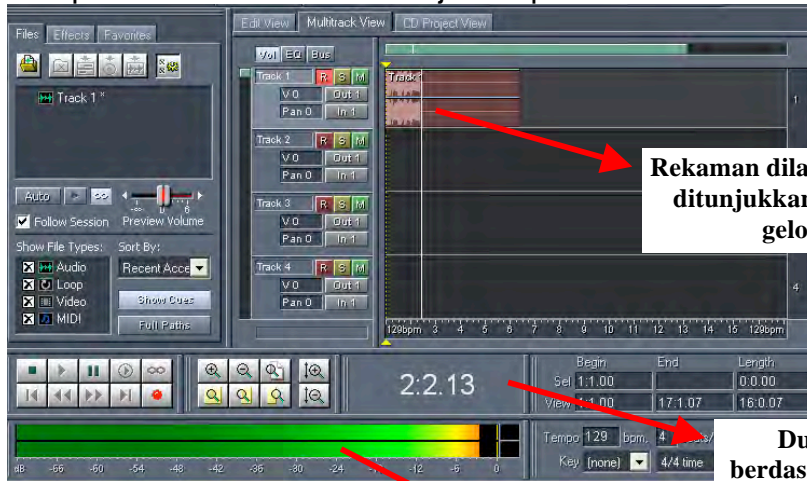 Edit View Multitrack View CD Project View
Files Effects Favorites
Vol EQ Bus
Track 1 *
Track 1 R S M
V 0 Out 1
Pan 0 In 1
Track 2 R S M
V 0 Out 1
Pan 0 In 1
Track 3 R S M
V 0 Out 1
Pan 0 In 1
Track 4 R S M
V 0 Out 1
Pan 0 In 1
1
4
Auto
Follow Session Preview Volume
0 6
Show File Types: Sort By:
Audio Recent Acce
Loop
Video Show Cues
MIDI Full Paths
129bpm 3 4 5 6 7 8 9 10 11 12 13 14 15 129bpm
Rekaman
ditunjukkan
2:2.13
Begin End Length
Sel 1:1.00 0:0.00
View 1:1.00 17:1.07 16:0.07
Tempo 129 bpm, 4
Key (none) 4/4 time
dB -66 -60 -54 -48 -42 -36 -30 -24 -12 -6 0